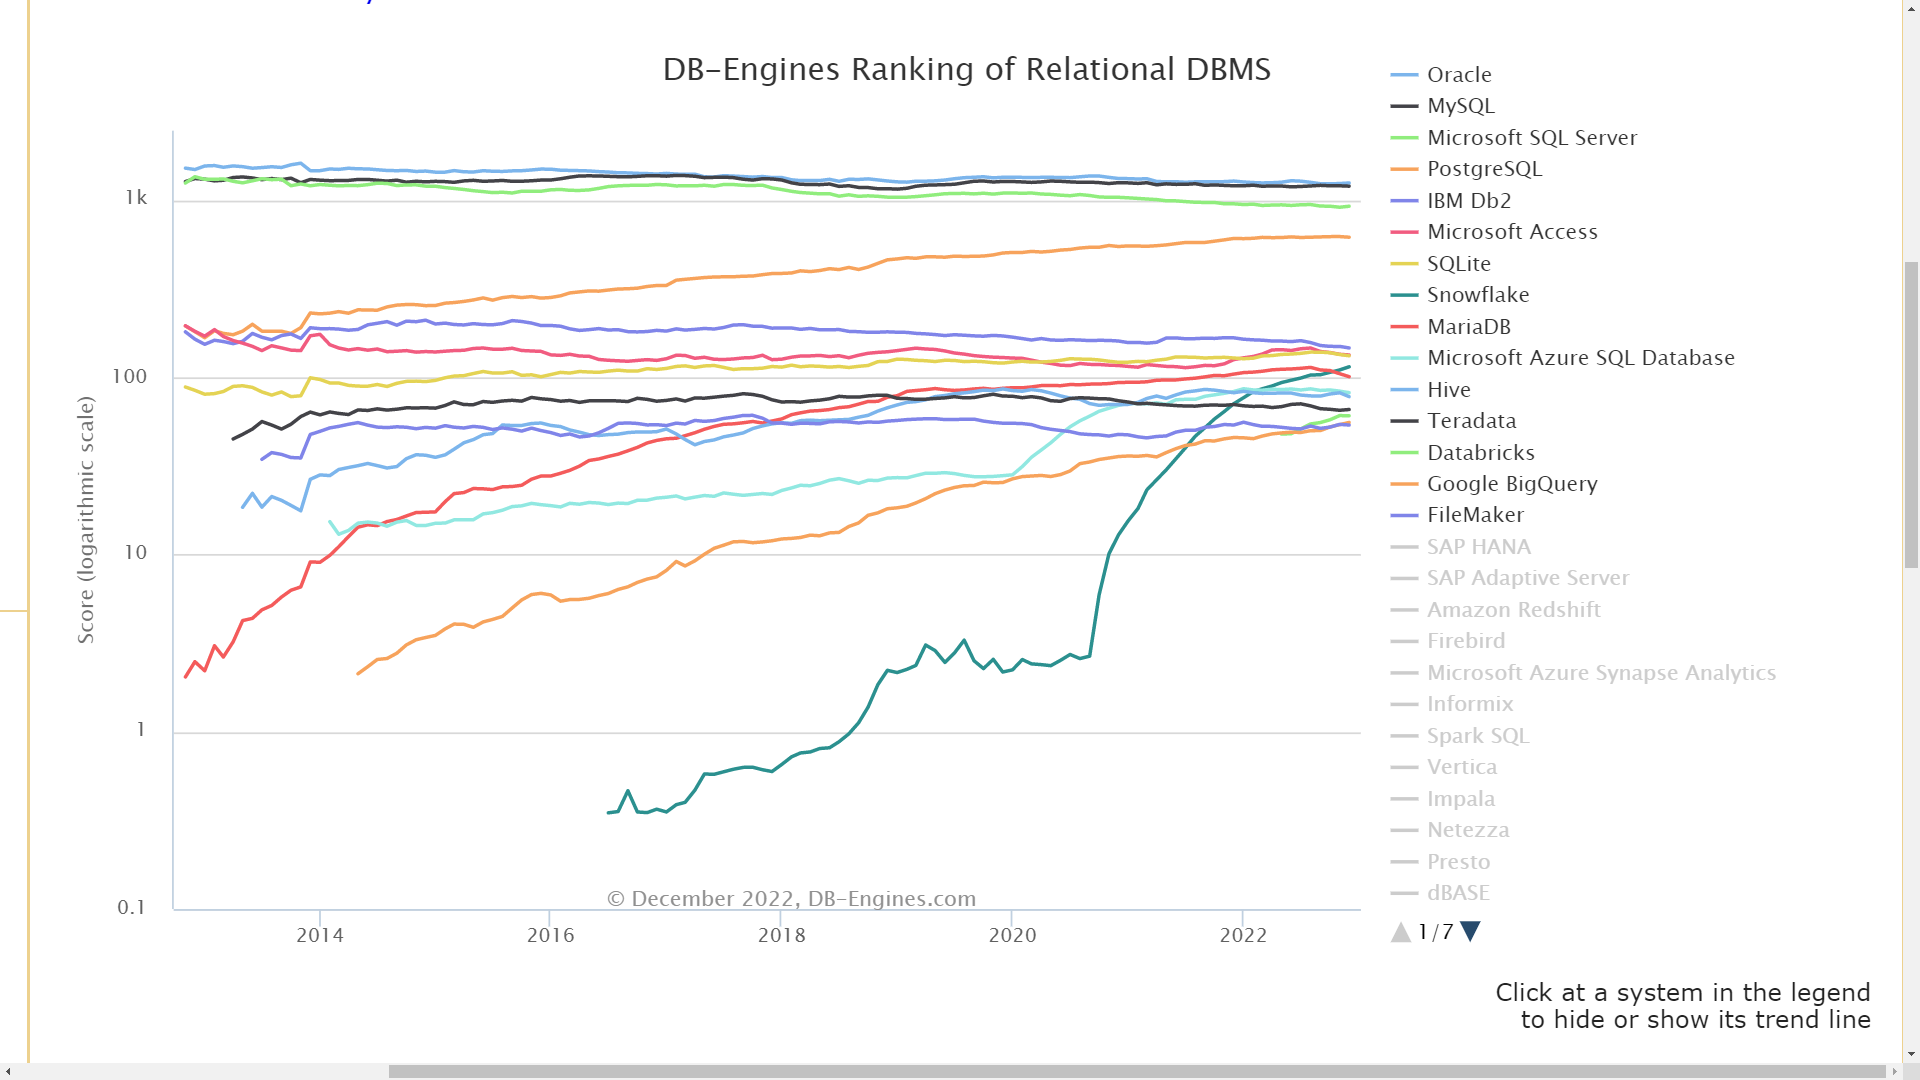 DB-Engines Ranking of Relational DBMS
Score (logarithmic scale)
1k
100
10
1
0.1
2014
2016
2018
2020
2022
© December 2022, DB-Engines.com
Oracle
MySQL
Microsoft SQL Server
PostgreSQL
IBM Db2
Microsoft Access
SQLite
Snowflake
MariaDB
Microsoft Azure SQL Database
Hive
Teradata
Databricks
Google BigQuery
FileMaker
SAP HANA
SAP Adaptive Server
Amazon Redshift
Firebird
Microsoft Azure Synapse Analytics
Informix
Spark SQL
Vertica
Impala
Netezza
Presto
dBASE
1/7
Click at a system in the legend
to hide or show its trend line